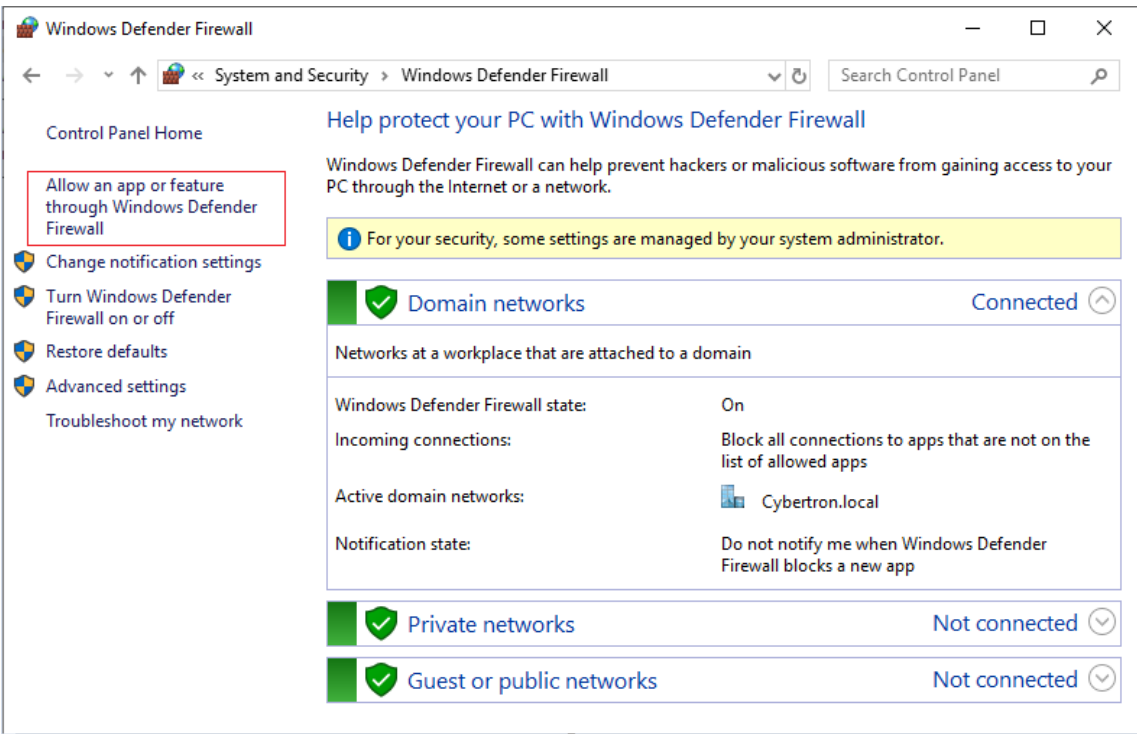 Windows Defender Firewall
« System and Security > Windows Defender Firewall
Search Control Panel
Control Panel Home
Allow an app or feature
through Windows Defender
Firewall
Change notification settings
Turn Windows Defender
Firewall on or off
Restore defaults
Advanced settings
Troubleshoot my network
Help protect your PC with Windows Defender Firewall
Windows Defender Firewall can help prevent hackers or malicious software from gaining access to your
PC through the Internet or a network.
For your security, some settings are managed by your system administrator.
Domain networks Connected
Networks at a workplace that are attached to a domain
Windows Defender Firewall state: On
Incoming connections: Block all connections to apps that are not on the
list of allowed apps
Active domain networks: Cybertron.local
Notification state: Do not notify me when Windows Defender
Firewall blocks a new app
Private networks Not connected
Guest or public networks Not connected